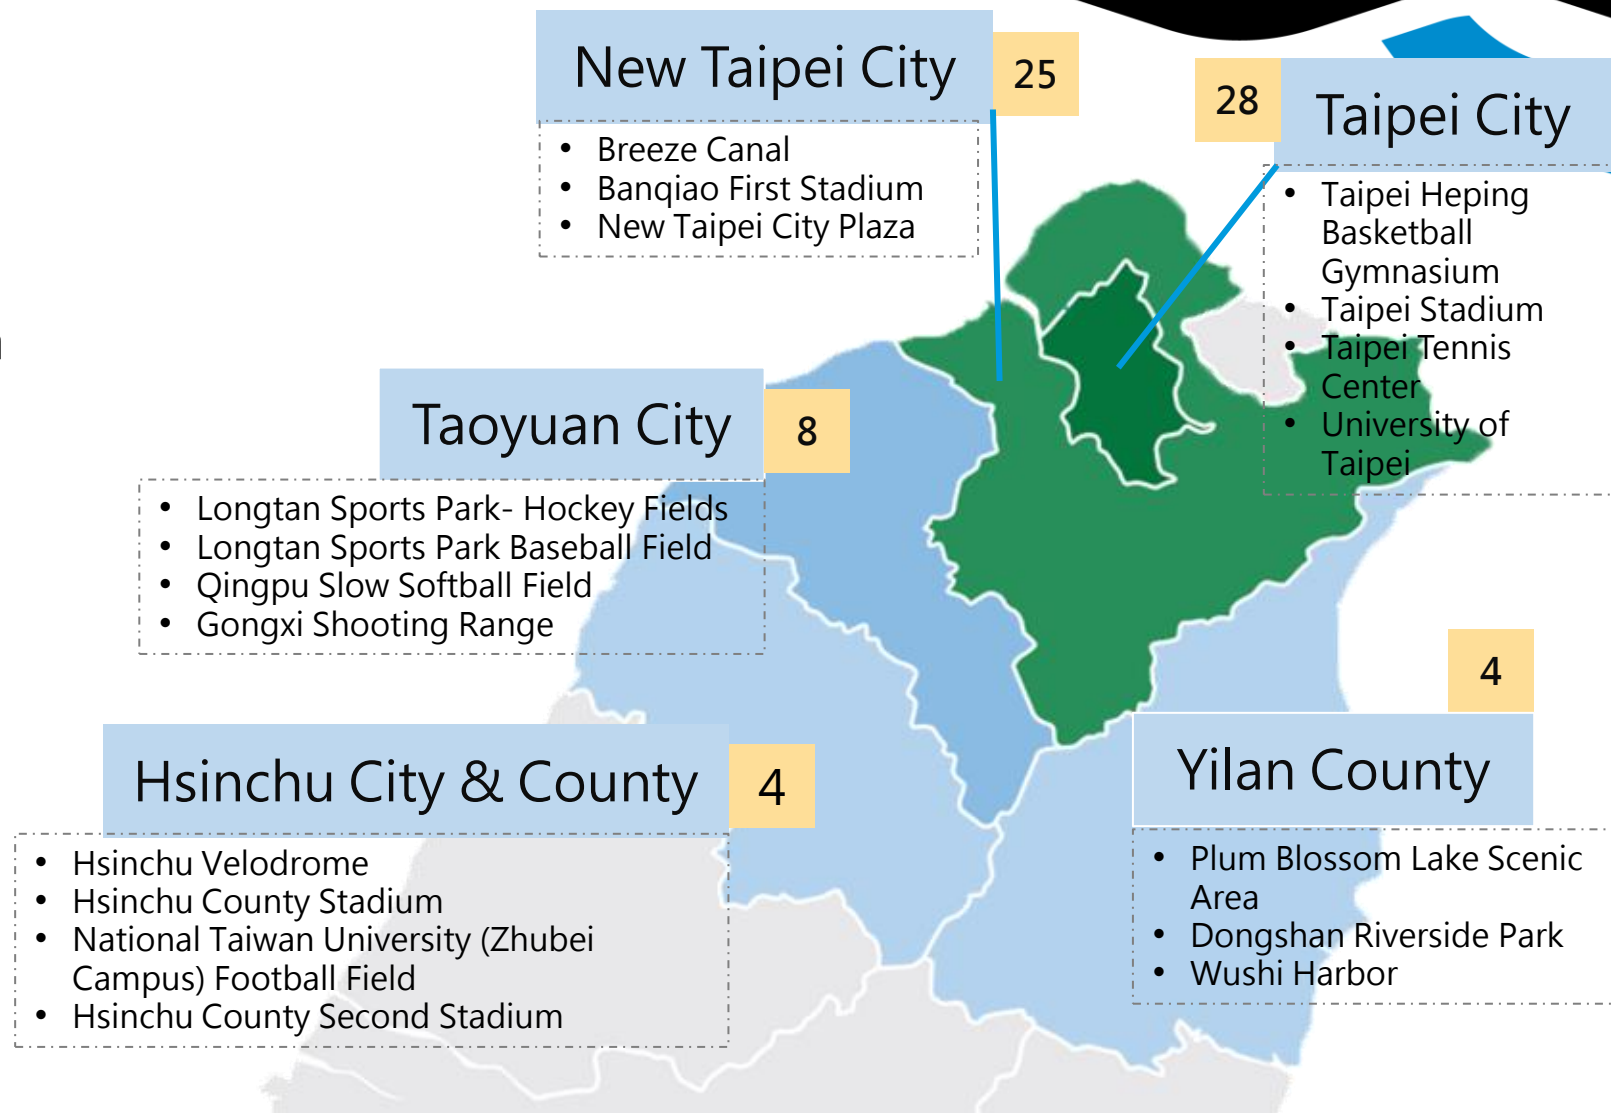 New Taipei City
25
• Breeze Canal
• Banqiao First Stadium
• New Taipei City Plaza
28
Taipei City
• Taipei Heping
Basketball
Gymnasium
• Taipei Stadium
• Taipei Tennis
Center
• University of
Taipei
Taoyuan City
8
• Longtan Sports Park- Hockey Fields
• Longtan Sports Park Baseball Field
• Qingpu Slow Softball Field
• Gongxi Shooting Range
Hsinchu City & County
4
• Hsinchu Velodrome
• Hsinchu County Stadium
• National Taiwan University (Zhubei
Campus) Football Field
• Hsinchu County Second Stadium
4
Yilan County
• Plum Blossom Lake Scenic
Area
• Dongshan Riverside Park
• Wushi Harbor